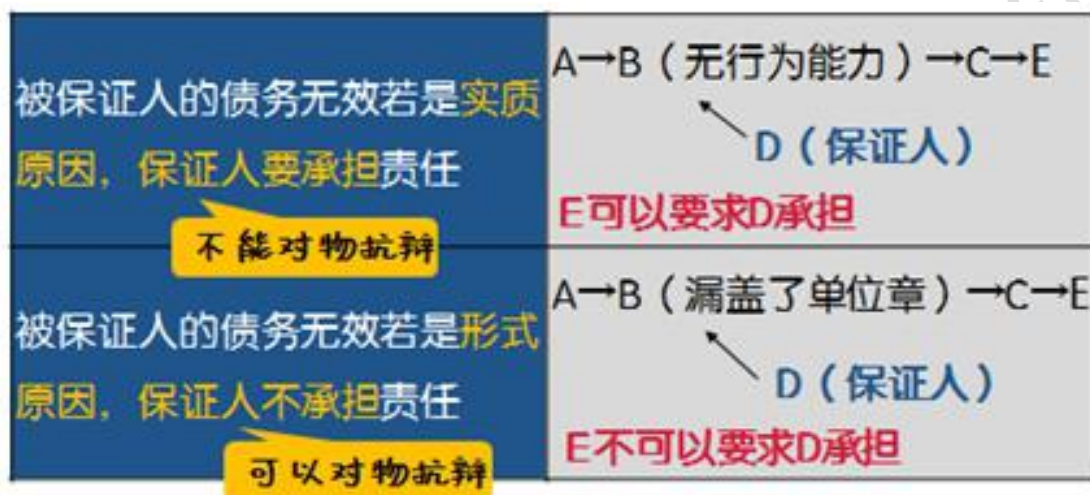 被保证人的债务无效若是实质
原因，保证人要承担责任
不能对物抗辩
A→B（无行为能力）→C→E
D（保证人）
E可以要求D承担
被保证人的债务无效若是形式
原因，保证人不承担责任
可以对物抗辩
A→B（漏盖了单位章）→C→E
D（保证人）
E不可以要求D承担